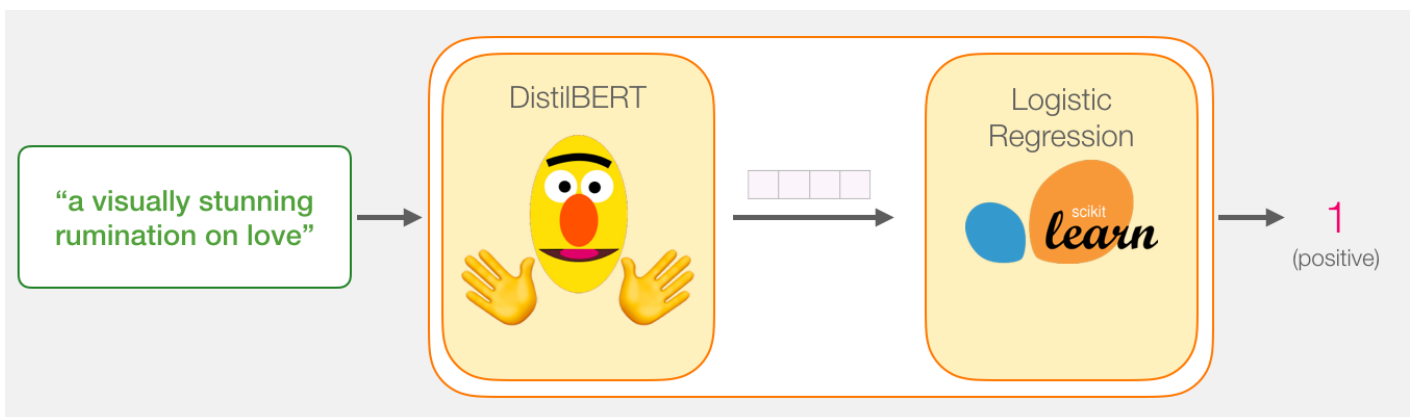 DistilBERT
Logistic
Regression
“a visually stunning
rumination on love”
scikit
learn
1
(positive)